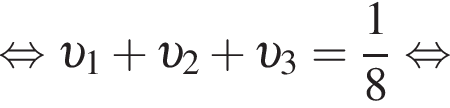 ⇔ υ₁ + υ₂ + υ₃ = 1/8 ⇔